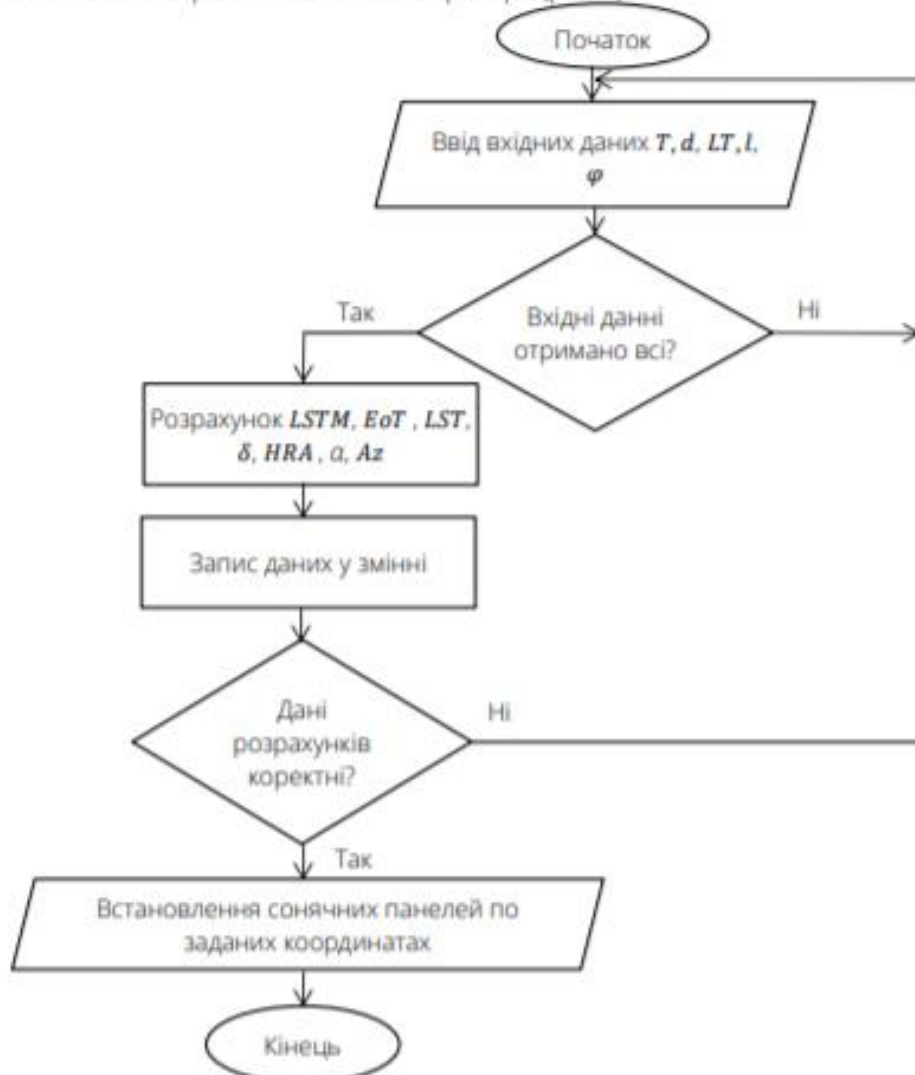 Початок
Ввід вхідних даних T, d, LT, l,
φ
Так
Вхідні данні
отримано всі?
Ні
Розрахунок LSTM, EoT , LST,
δ, HRA , α, Az
Запис даних у змінні
Дані
розрахунків
коректні?
Ні
Так
Встановлення сонячних панелей по
заданих координатах
Кінець